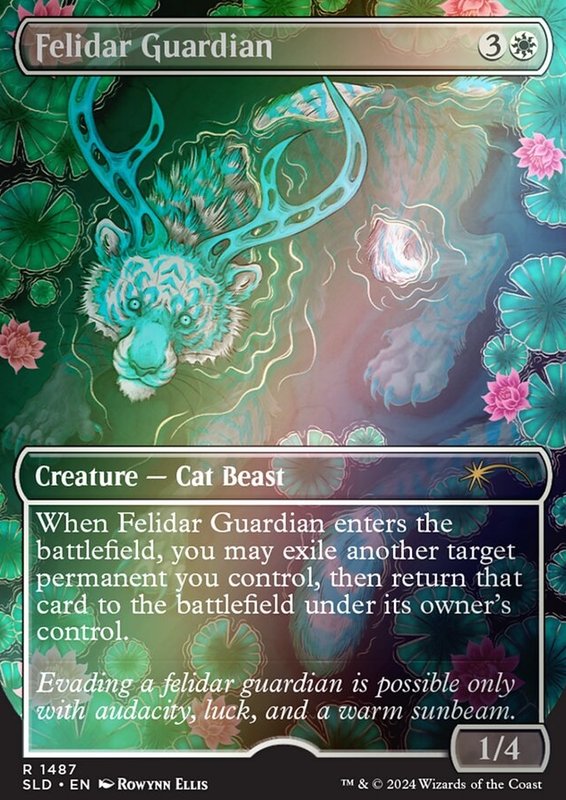 Felidar Guardian 3
Creature — Cat Beast
When Felidar Guardian enters the
battlefield, you may exile another target
permanent you control, then return that
card to the battlefield under its owner's
control.
Evading a felidar guardian is possible only
with audacity, luck, and a warm sunbeam.
1/4
R 1487
SLD • EN Rowynn Ellis
™ & © 2024 Wizards of the Coast